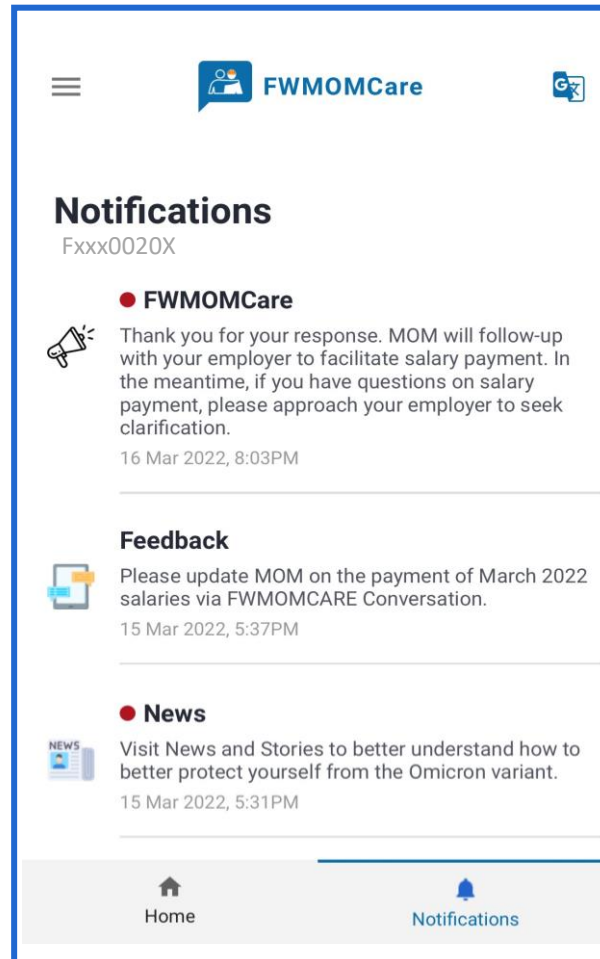 FWMOMCare
G文
Notifications
Fxxx0020X
FWMOMCare
Thank you for your response. MOM will follow-up
with your employer to facilitate salary payment. In
the meantime, if you have questions on salary
payment, please approach your employer to seek
clarification.
16 Mar 2022, 8:03PM
Feedback
Please update MOM on the payment of March 2022
salaries via FWMOMCARE Conversation.
15 Mar 2022, 5:37PM
News
NEWS
Visit News and Stories to better understand how to
better protect yourself from the Omicron variant.
15 Mar 2022, 5:31PM
Home
Notifications